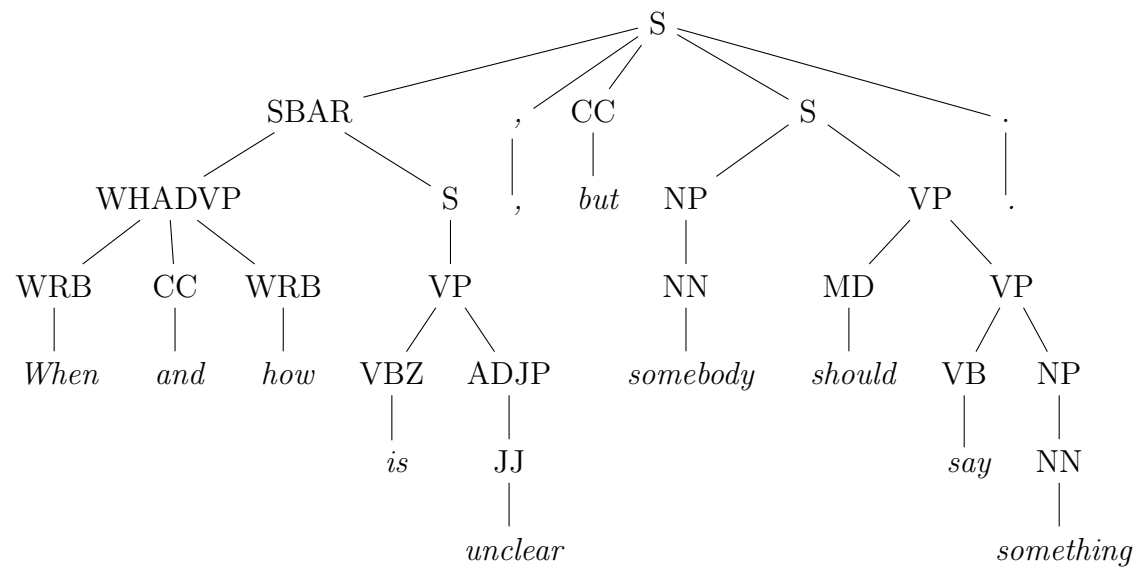 S
SBAR , CC S .
WHADVP S , but NP VP .
WRB CC WRB VP NN MD VP
When and how VBZ ADJP somebody should VB NP
is JJ say NN
unclear something